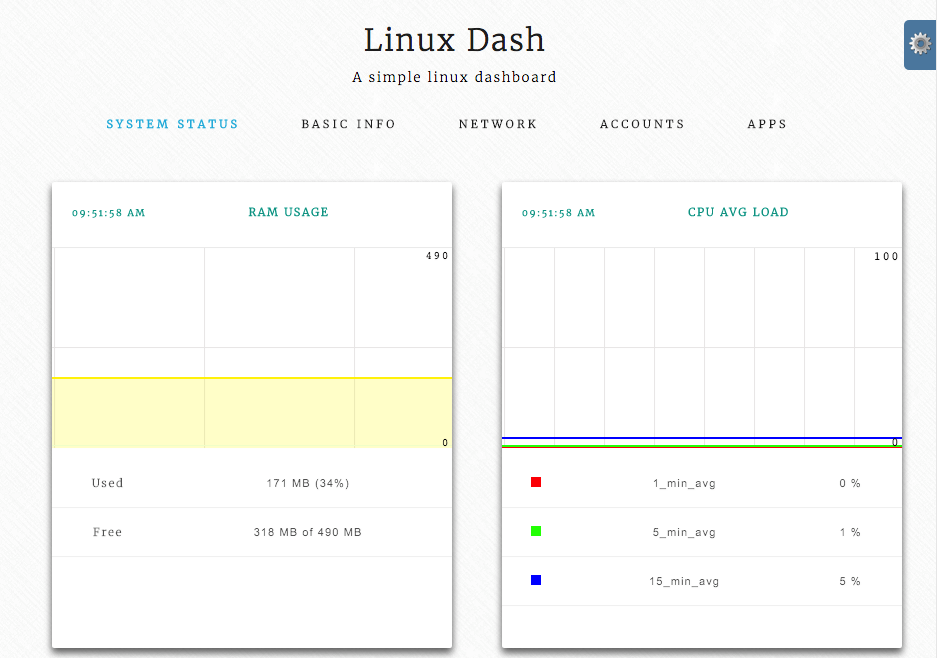 Linux Dash
A simple linux dashboard
SYSTEM STATUS BASIC INFO NETWORK ACCOUNTS APPS
09:51:58 AM RAM USAGE
490
0
Used 171 MB (34%)
Free 318 MB of 490 MB
09:51:58 AM CPU AVG LOAD
100
0
1_min_avg 0 %
5_min_avg 1 %
15_min_avg 5 %